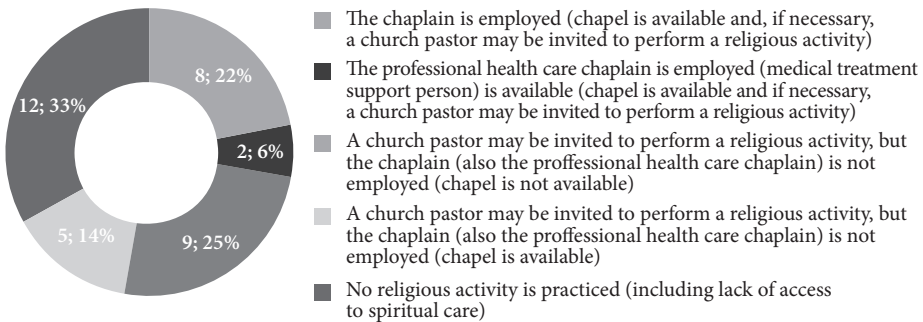 8; 22%
2; 6%
9; 25%
5; 14%
12; 33%
The chaplain is employed (chapel is available and, if necessary,
a church pastor may be invited to perform a religious activity)
The professional health care chaplain is employed (medical treatment
support person) is available (chapel is available and if necessary,
a church pastor may be invited to perform a religious activity)
A church pastor may be invited to perform a religious activity, but
the chaplain (also the proffessional health care chaplain) is not
employed (chapel is not available)
A church pastor may be invited to perform a religious activity, but
the chaplain (also the proffessional health care chaplain) is not
employed (chapel is available)
No religious activity is practiced (including lack of access
to spiritual care)